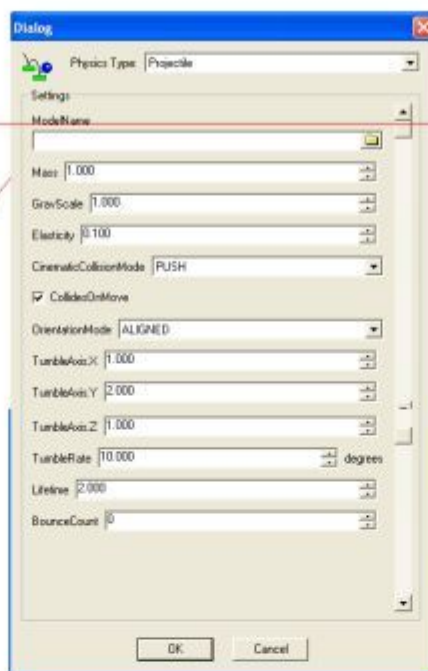 Dialog
Physics Type: Projectile
Settings
ModelName
Mass 1.000
GravScale 1.000
Elasticity 0.100
CinematicCollisionMode PUSH
CollidesOnMove
OrientationMode ALIGNED
TumbleAxis.X 1.000
TumbleAxis.Y 2.000
TumbleAxis.Z 1.000
TumbleRate 10.000 degrees
Lifetime 2.000
BounceCount 0
OK Cancel